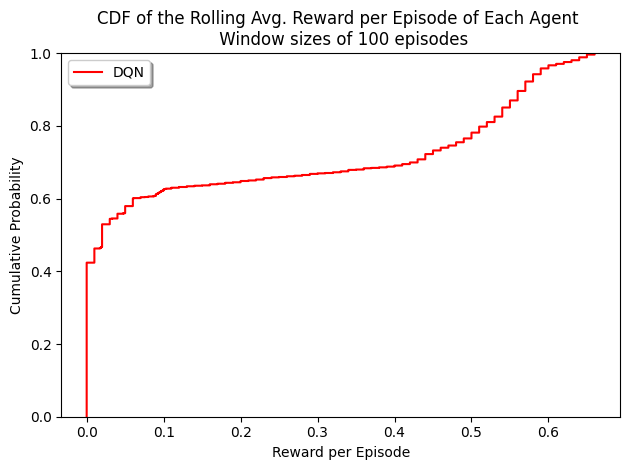 CDF of the Rolling Avg. Reward per Episode of Each Agent
Window sizes of 100 episodes
DQN
Cumulative Probability
1.0
0.8
0.6
0.4
0.2
0.0
0.0 0.1 0.2 0.3 0.4 0.5 0.6
Reward per Episode